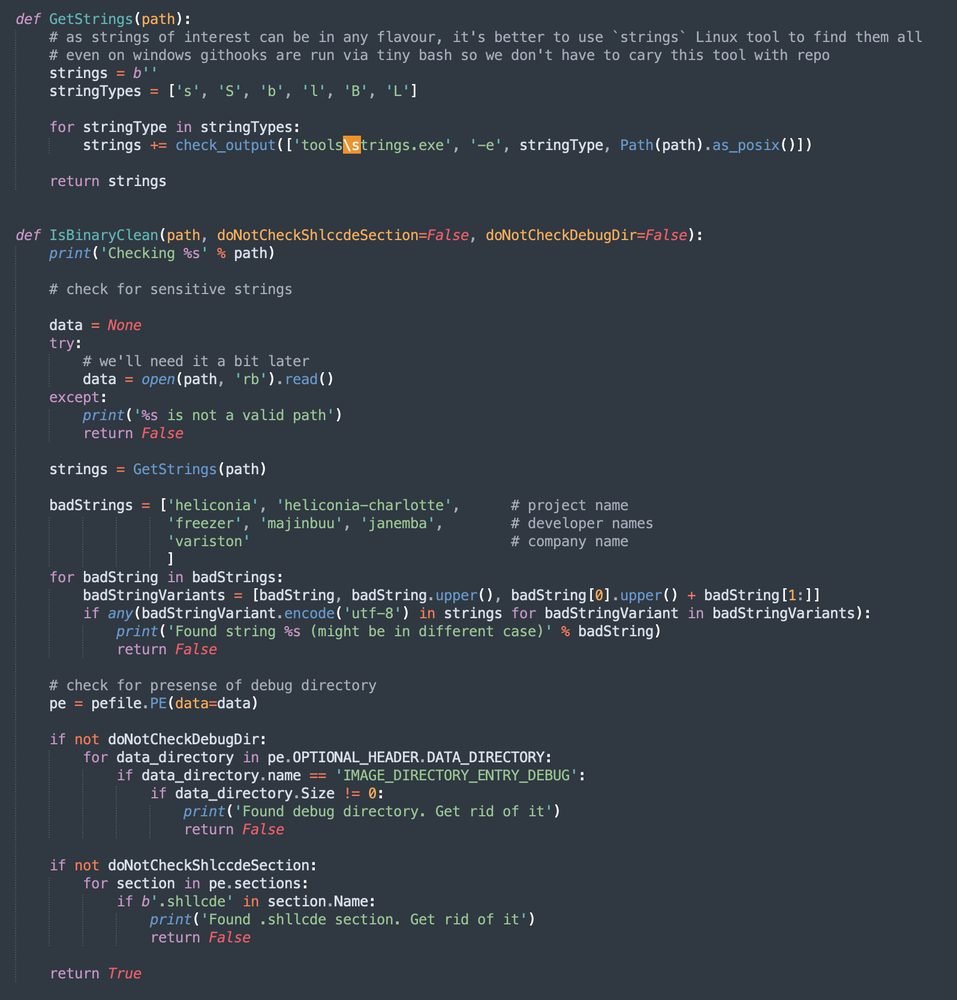 def GetStrings(path):
    # as strings of interest can be in any flavour, it's better to use `strings` Linux tool to find them all
    # even on windows githooks are run via tiny bash so we don't have to cary this tool with repo
    strings = b''
    stringTypes = ['s', 'S', 'b', 'l', 'B', 'L']
    for stringType in stringTypes:
        strings += check_output(['tools\strings.exe', '-e', stringType, Path(path).as_posix()])
    return strings
def IsBinaryClean(path, doNotCheckShlccdeSection=False, doNotCheckDebugDir=False):
    print('Checking %s' % path)
    # check for sensitive strings
    data = None
    try:
        # we'll need it a bit later
        data = open(path, 'rb').read()
    except:
        print('%s is not a valid path')
        return False
    strings = GetStrings(path)
    badStrings = ['heliconia', 'heliconia-charlotte',      # project name
                  'freezer', 'majinbuu', 'janemba',        # developer names
                  'variston'                               # company name
                  ]
    for badString in badStrings:
        badStringVariants = [badString, badString.upper(), badString[0].upper() + badString[1:]]
        if any(badStringVariant.encode('utf-8') in strings for badStringVariant in badStringVariants):
            print('Found string %s (might be in different case)' % badString)
            return False
    # check for presense of debug directory
    pe = pefile.PE(data=data)
    if not doNotCheckDebugDir:
        for data_directory in pe.OPTIONAL_HEADER.DATA_DIRECTORY:
            if data_directory.name == 'IMAGE_DIRECTORY_ENTRY_DEBUG':
                if data_directory.Size != 0:
                    print('Found debug directory. Get rid of it')
                    return False
    if not doNotCheckShlccdeSection:
        for section in pe.sections:
            if b'.shllcde' in section.Name:
                print('Found .shllcde section. Get rid of it')
                return False
    return True